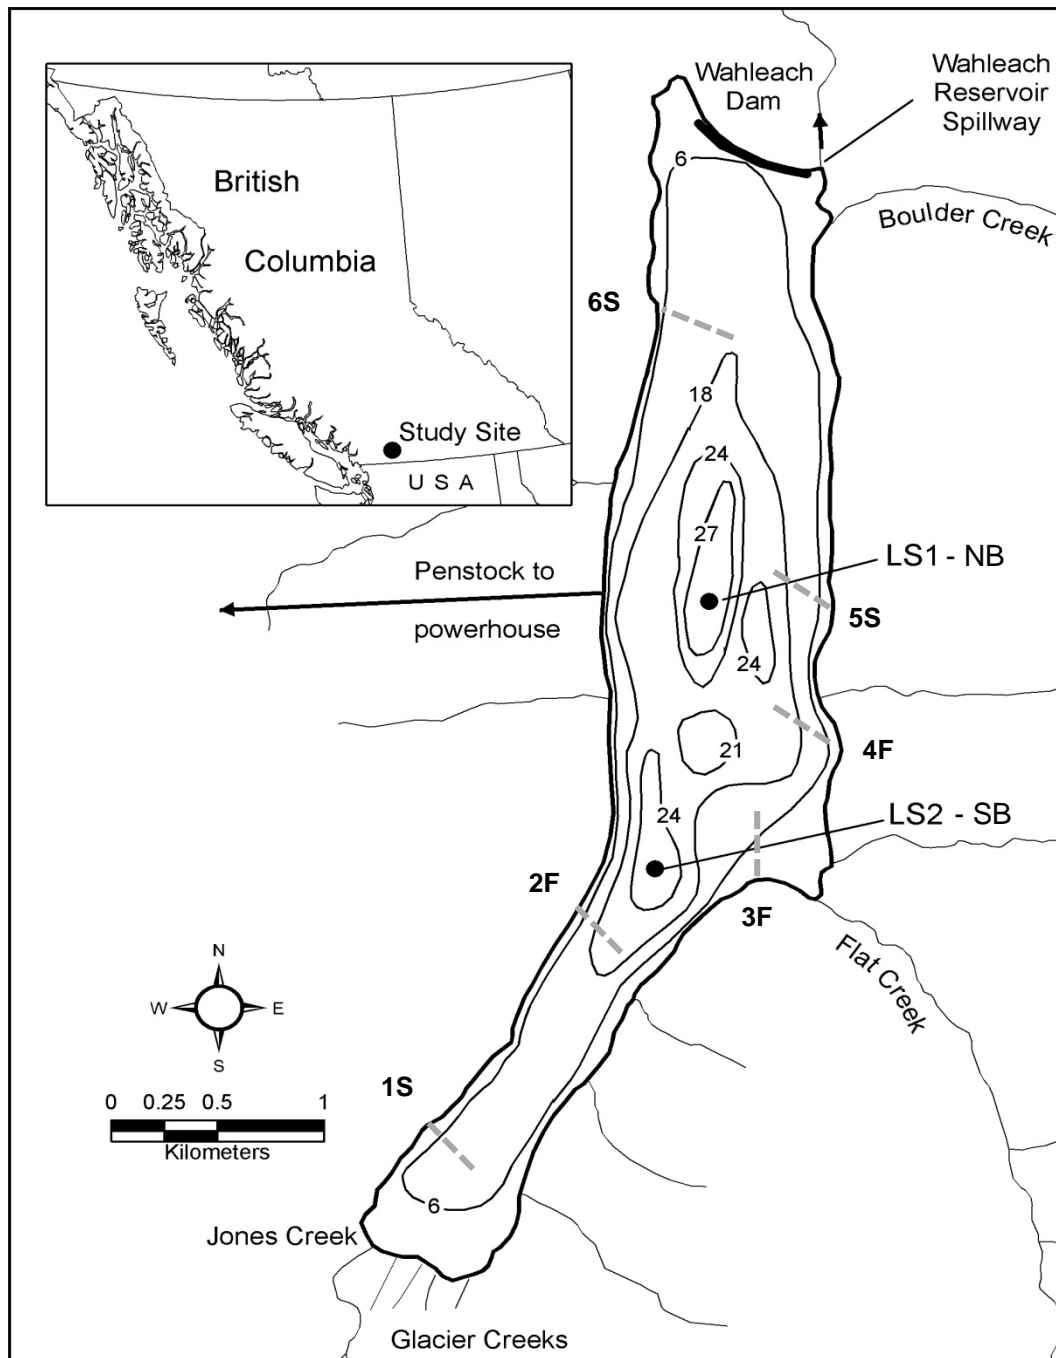 Wahleach
Dam
Wahleach
Reservoir
Spillway
British
Columbia
Study Site
U S A
6
Boulder Creek
6S
18
24
27
LS1 - NB
Penstock to
powerhouse
5S
24
4F
21
24
LS2 - SB
2F
3F
Flat Creek
N
W
E
S
1S
0 0.25 0.5 1
Kilometers
6
Jones Creek
Glacier Creeks